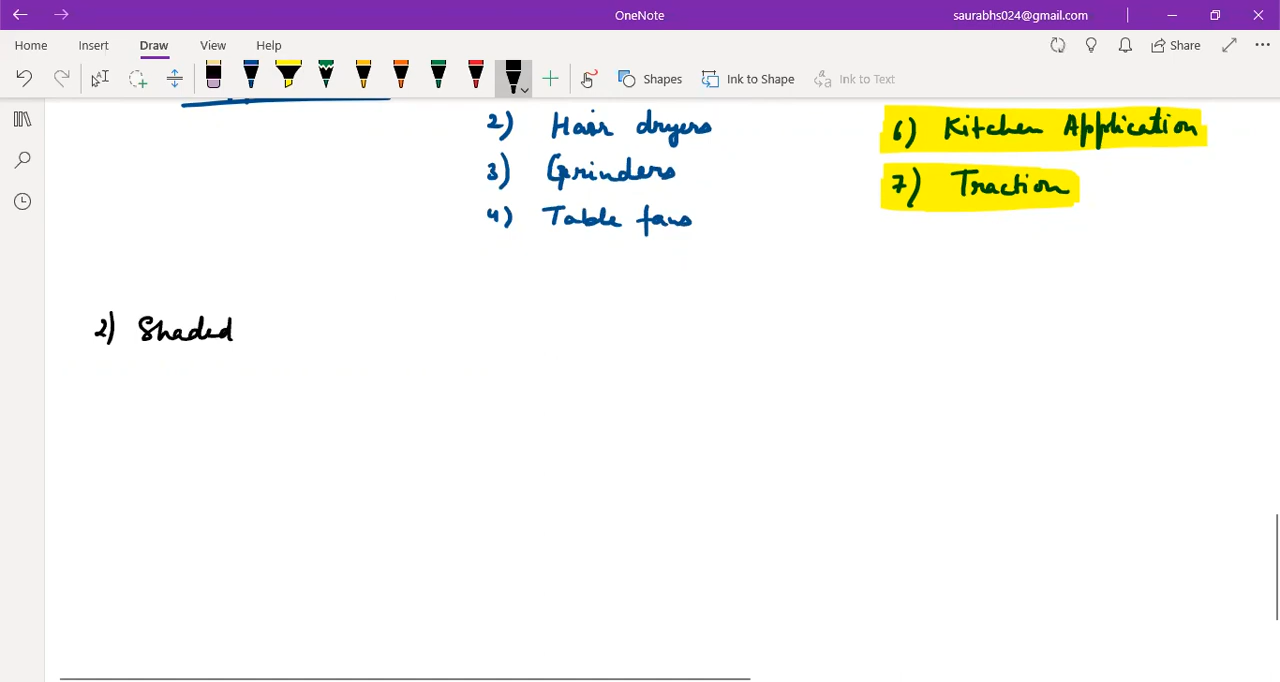 OneNote
saurabhs024@gmail.com
Home Insert Draw View Help
Share
Shapes
Ink to Shape
Ink to Text
2) Hair dryers
3) Grinders
4) Table fans
6) Kitchen Application
7) Traction
2) Shaded